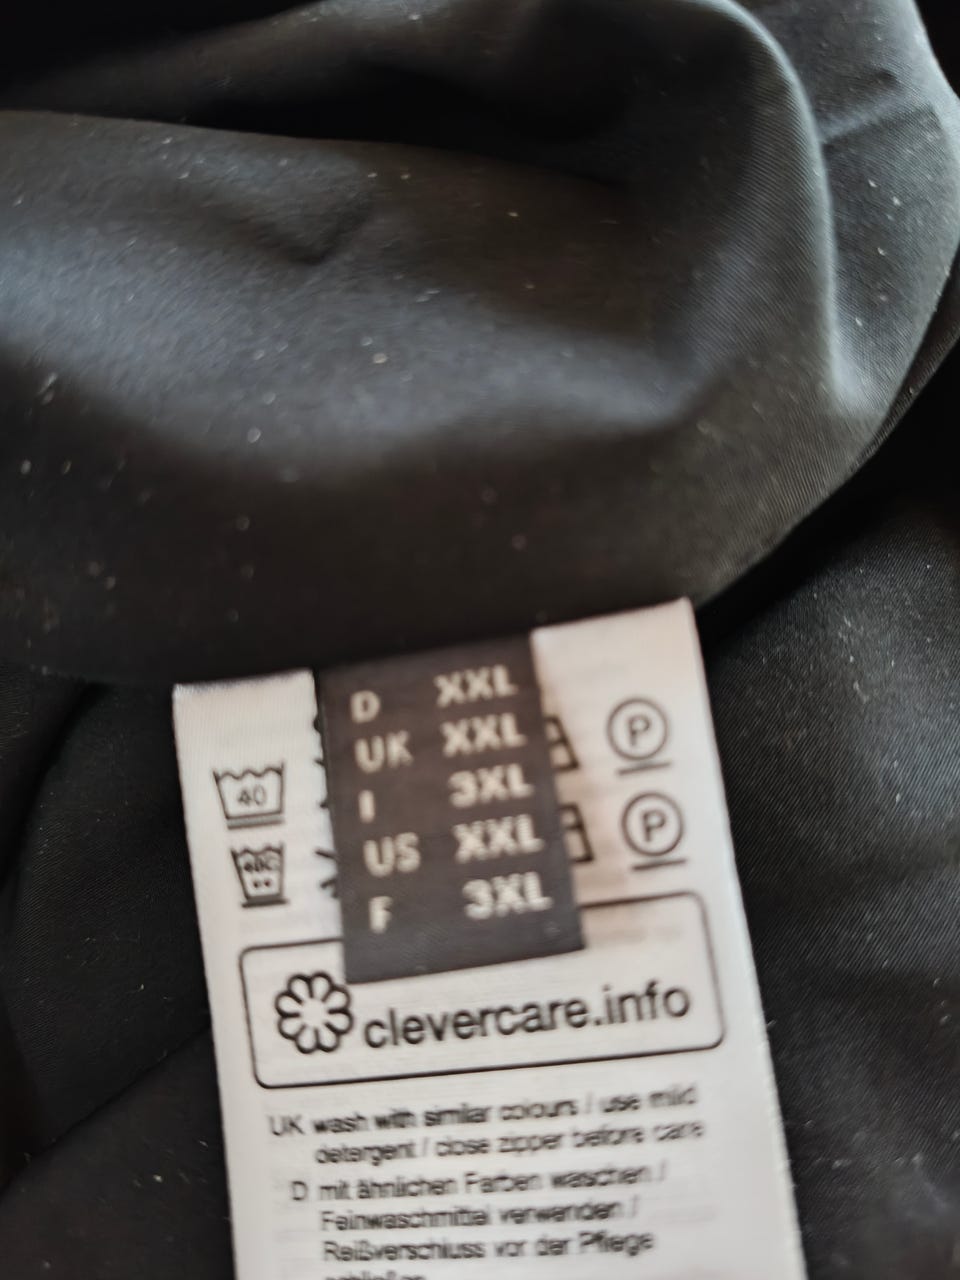 D XXL
UK XXL
I 3XL
US XXL
F 3XL
40
P
P
clevercare.info
UK wash with similar colours / use mild
detergent / close zipper before care
D mit ähnlichen Farben waschen /
Feinwaschmittel verwenden /
Reißverschluss vor der Pflege
schließen